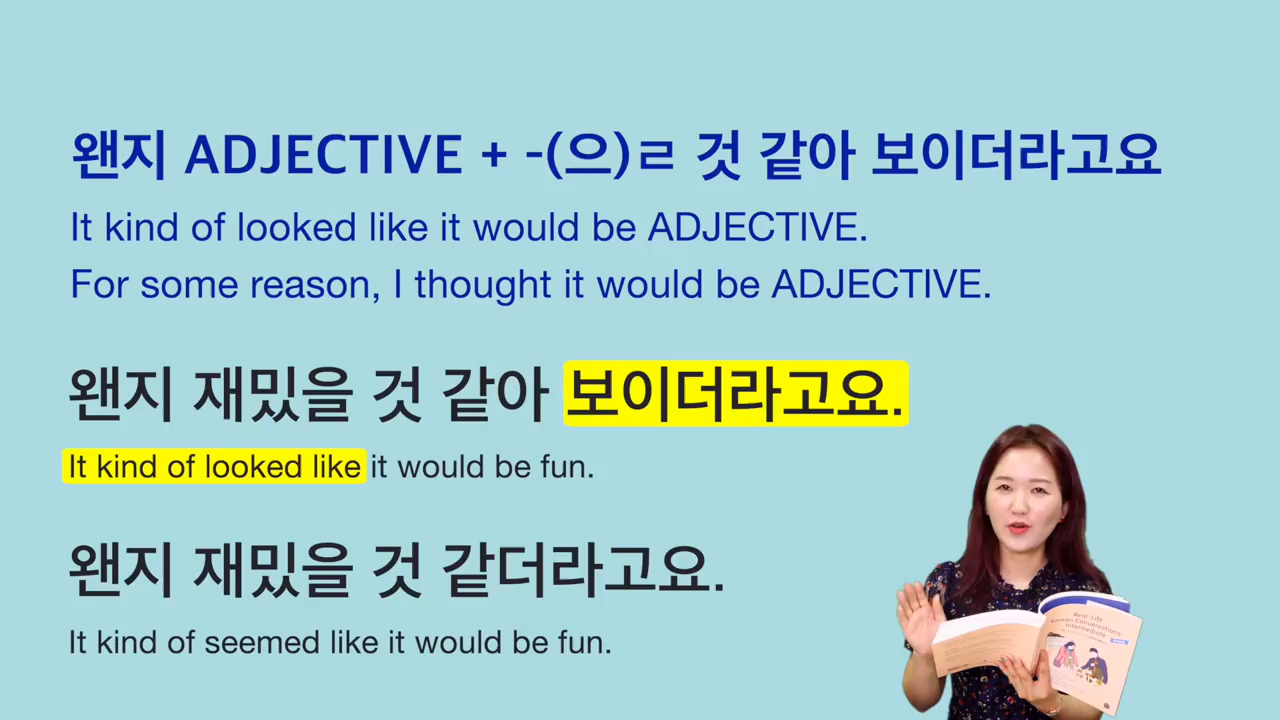 왠지 ADJECTIVE + -(으)ㄹ 것 같아 보이더라고요
It kind of looked like it would be ADJECTIVE.
For some reason, I thought it would be ADJECTIVE.
왠지 재밌을 것 같아 보이더라고요.
It kind of looked like it would be fun.
왠지 재밌을 것 같더라고요.
It kind of seemed like it would be fun.
Real-Life
Korean Conversations
Intermediate